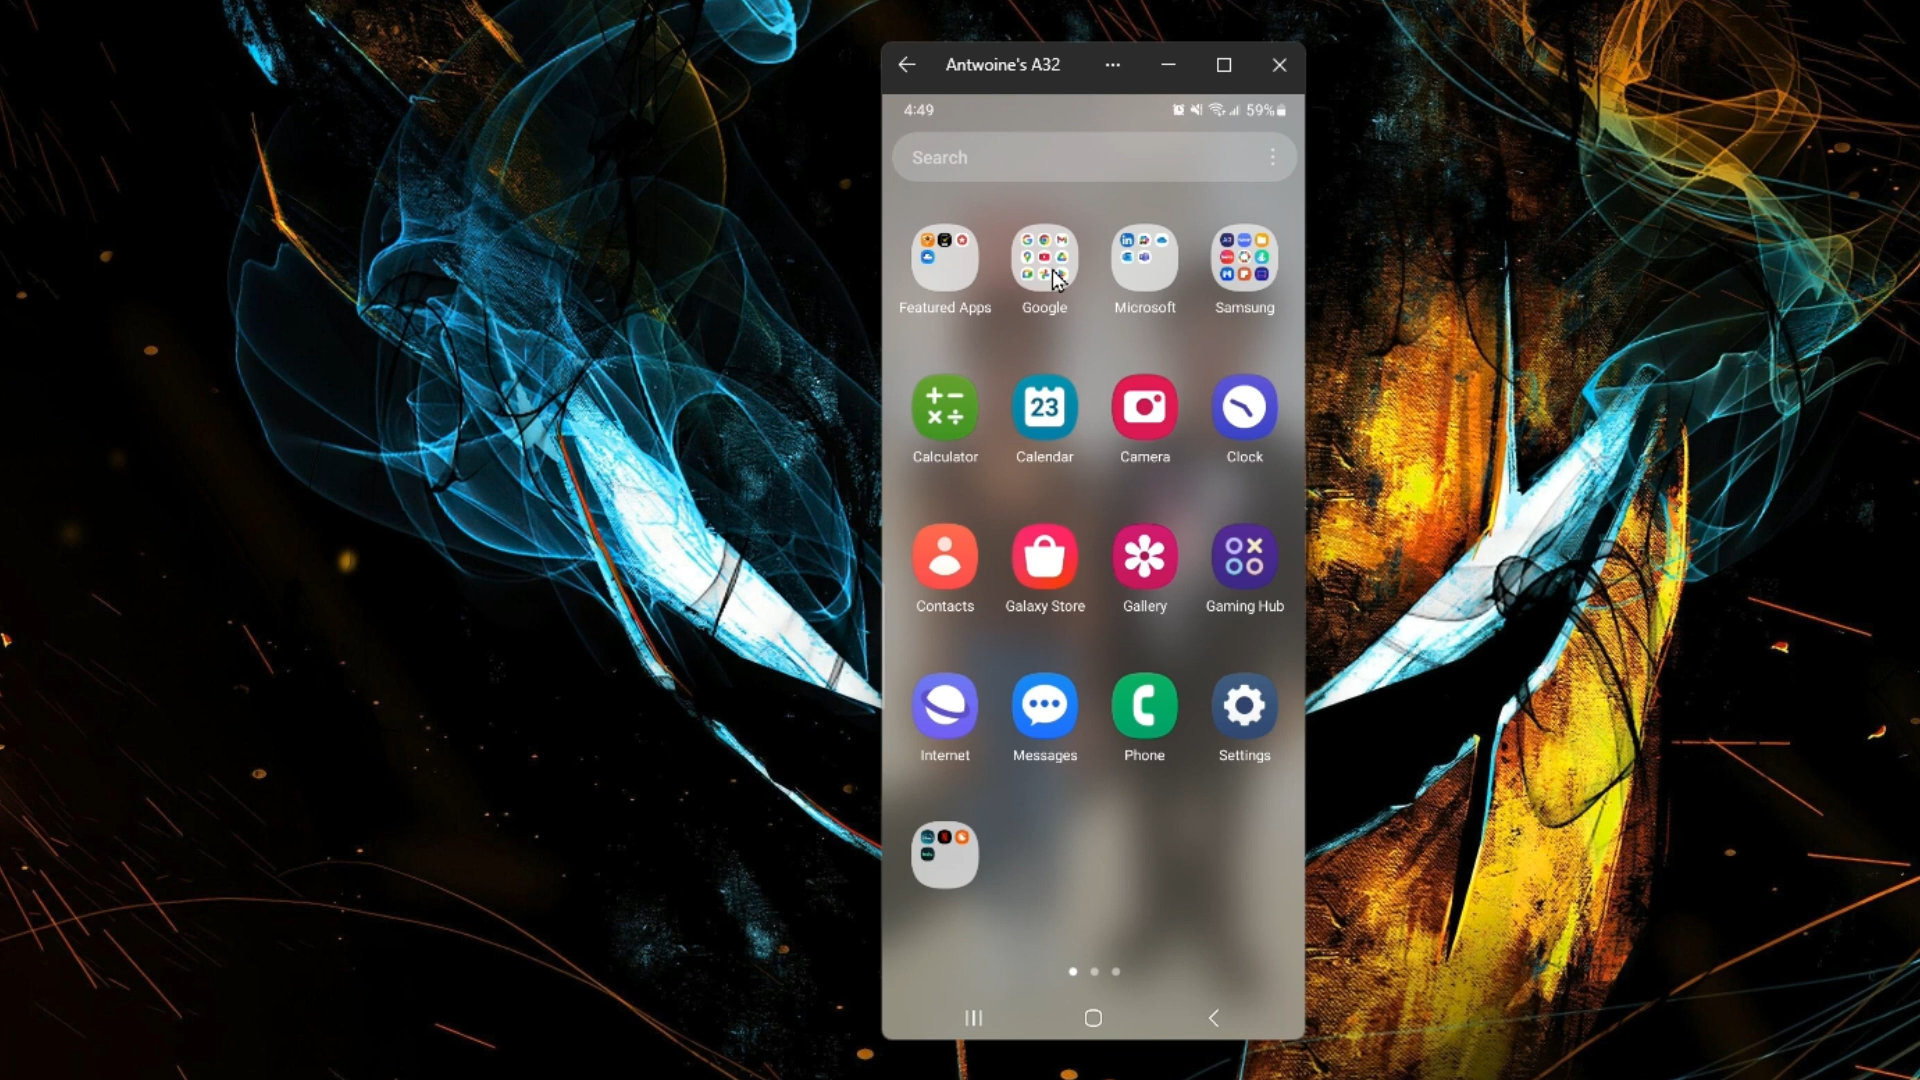 Antwoine's A32
4:49
59%
Search
Featured Apps
Google
Microsoft
Samsung
23
Calculator
Calendar
Camera
Clock
Contacts
Galaxy Store
Gallery
Gaming Hub
Internet
Messages
Phone
Settings